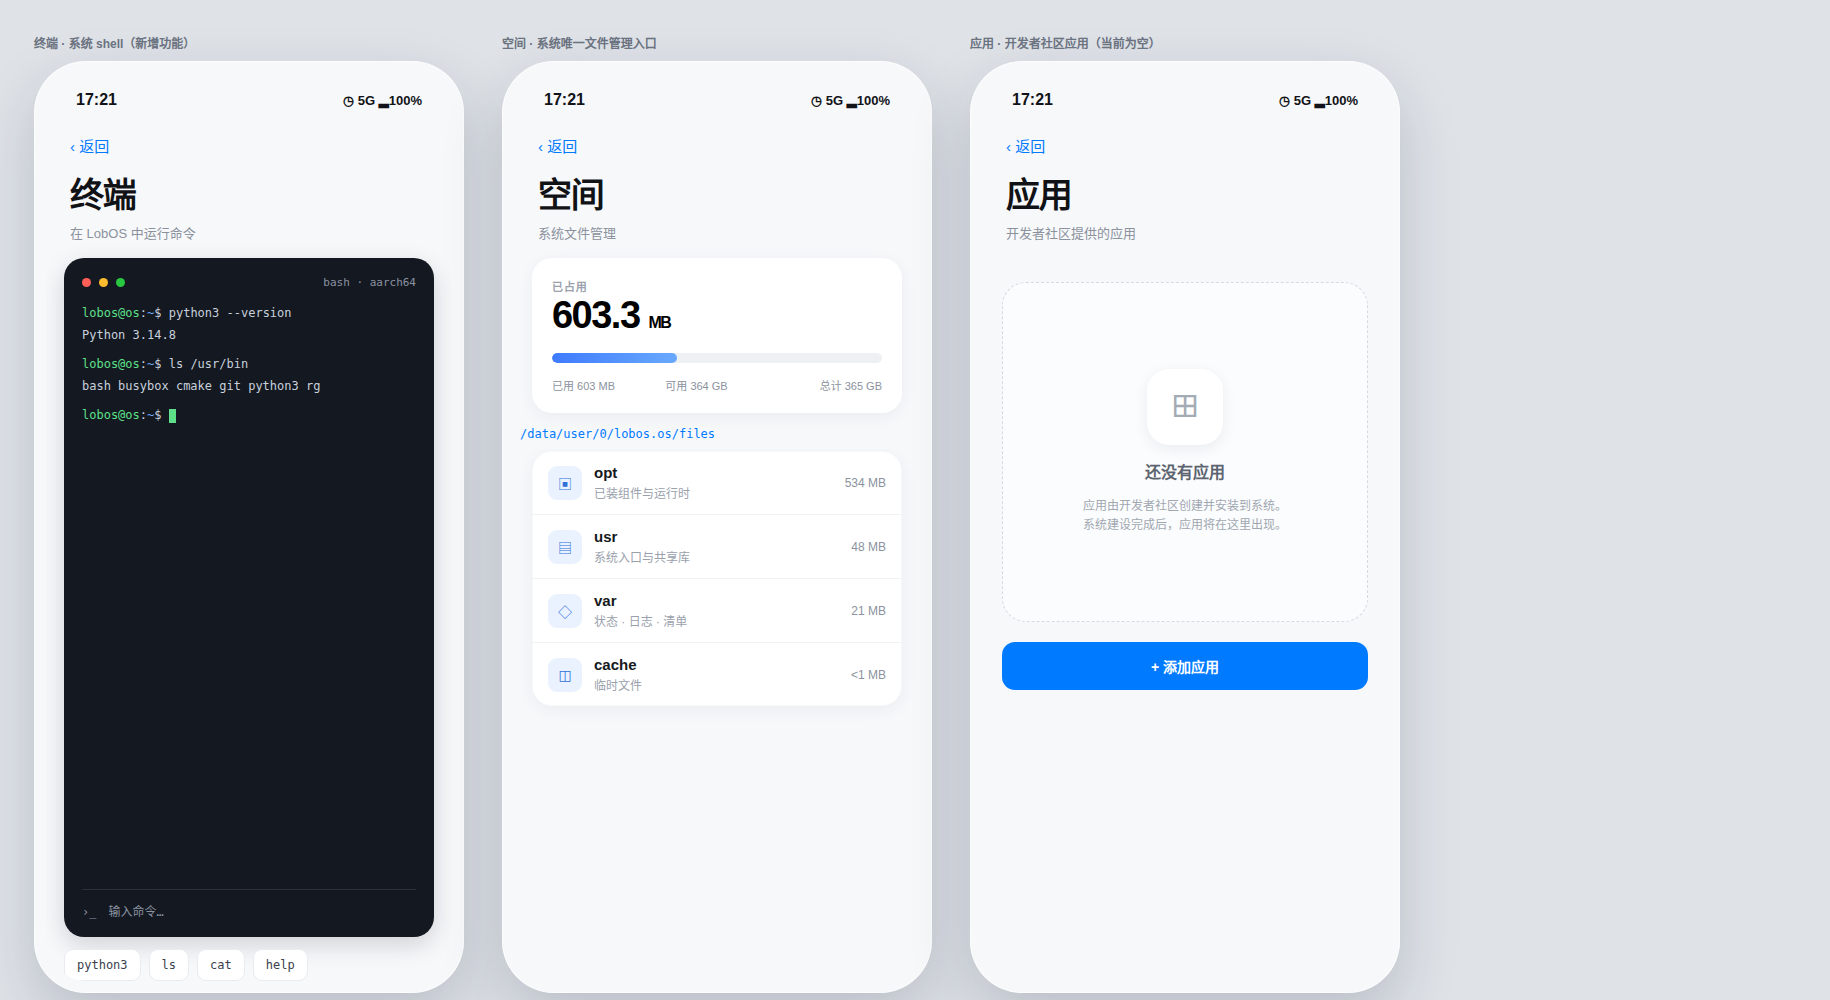 终端 · 系统 shell（新增功能）
17:21
5G 100%
‹ 返回
终端
在 LobOS 中运行命令
bash · aarch64
lobos@os:~$ python3 --version
Python 3.14.8
lobos@os:~$ ls /usr/bin
bash busybox cmake git python3 rg
lobos@os:~$
›_ 输入命令…
python3
ls
cat
help
空间 · 系统唯一文件管理入口
17:21
5G 100%
‹ 返回
空间
系统文件管理
已占用
603.3 MB
已用 603 MB
可用 364 GB
总计 365 GB
/data/user/0/lobos.os/files
opt
已装组件与运行时
534 MB
usr
系统入口与共享库
48 MB
var
状态 · 日志 · 清单
21 MB
cache
临时文件
<1 MB
应用 · 开发者社区应用（当前为空）
17:21
5G 100%
‹ 返回
应用
开发者社区提供的应用
还没有应用
应用由开发者社区创建并安装到系统。
系统建设完成后，应用将在这里出现。
+ 添加应用